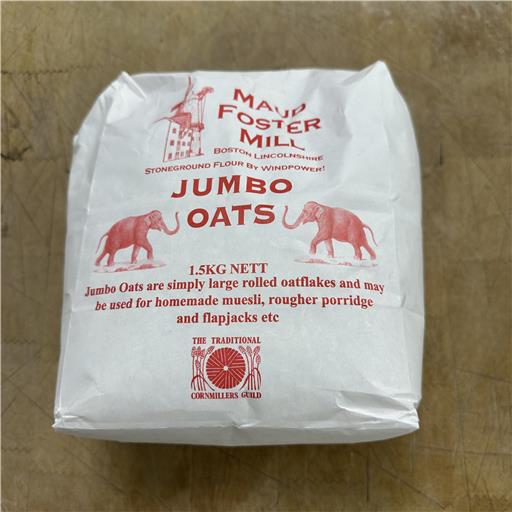 MAUD
FOSTER
MILL
BOSTON LINCOLNSHIRE
STONEGROUND FLOUR BY WINDPOWER!
JUMBO
OATS
1.5KG NETT
Jumbo Oats are simply large rolled oatflakes and may
be used for homemade muesli, rougher porridge
and flapjacks etc
THE TRADITIONAL
CORNMILLERS GUILD